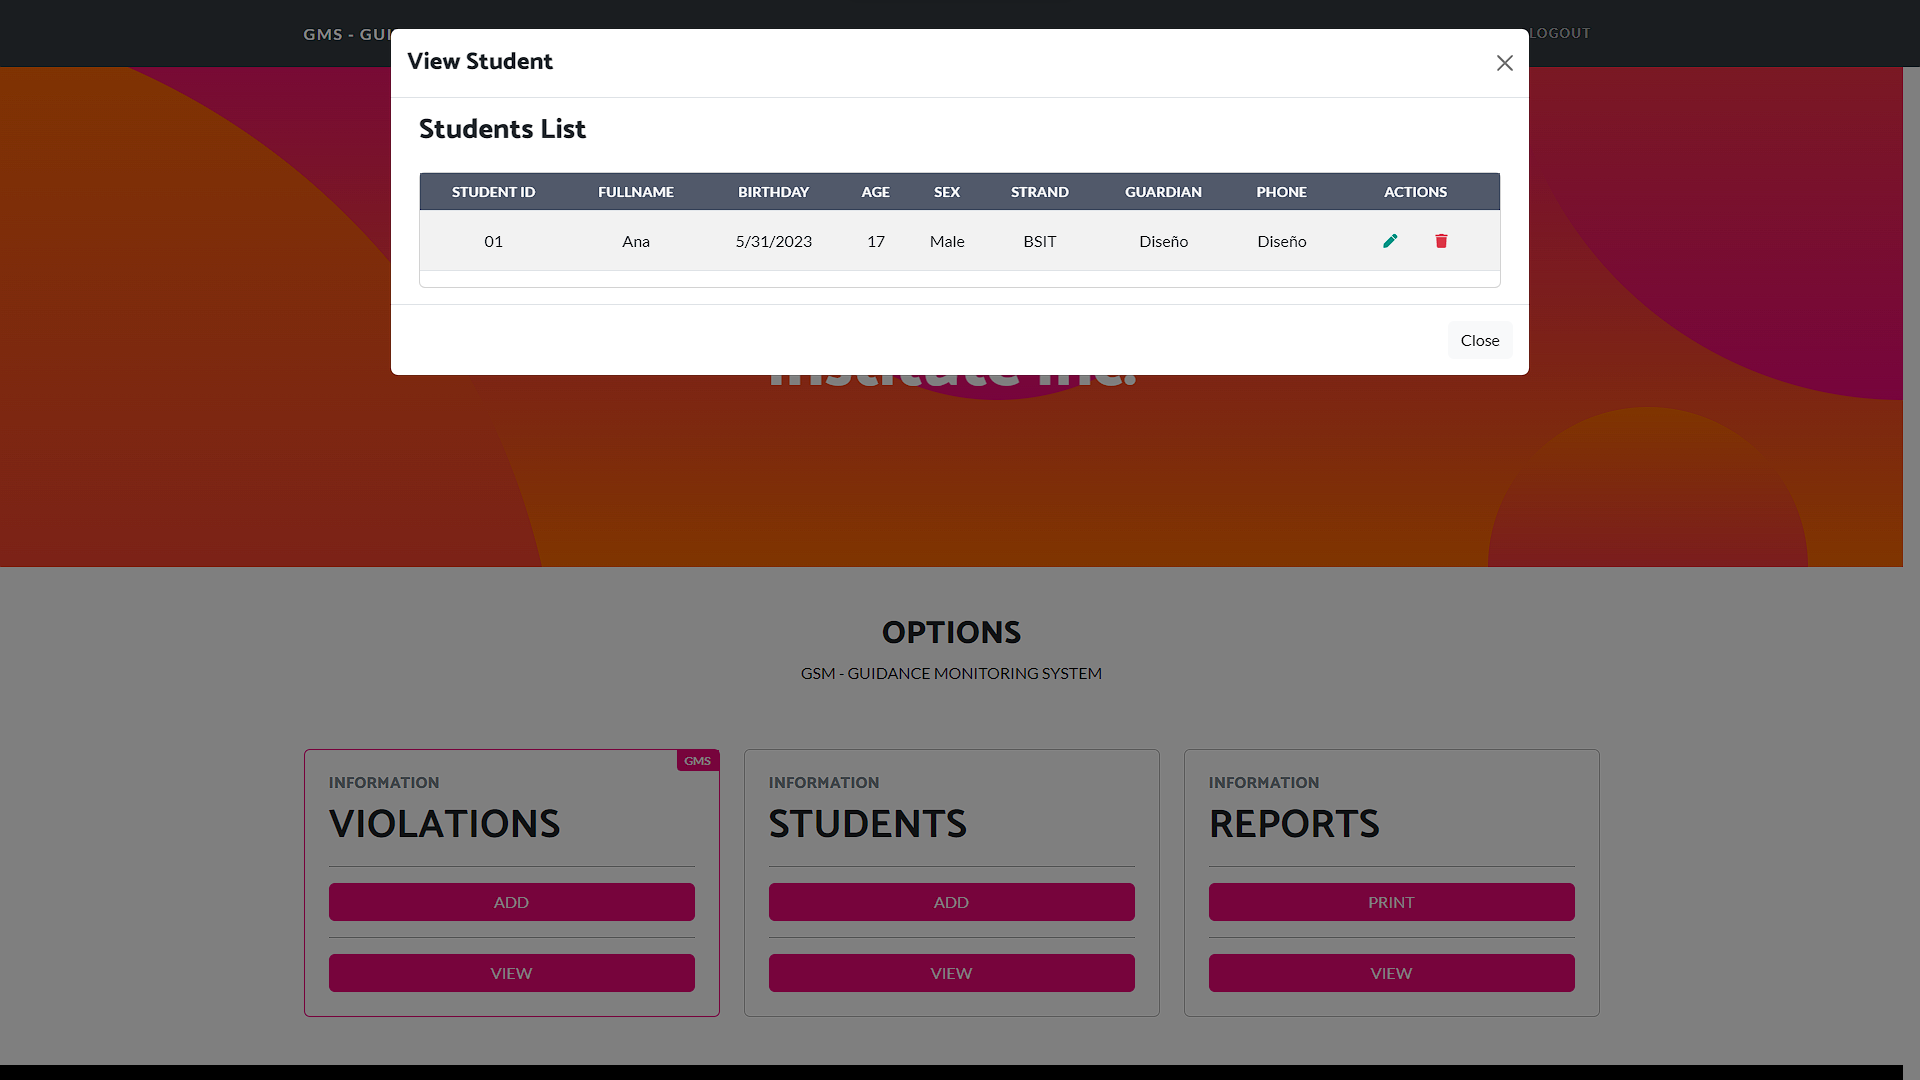 GMS - GUI
LOGOUT
View Student
Students List
STUDENT ID FULLNAME BIRTHDAY AGE SEX STRAND GUARDIAN PHONE ACTIONS
01 Ana 5/31/2023 17 Male BSIT Diseño Diseño
Close
Institute Inc.
OPTIONS
GSM - GUIDANCE MONITORING SYSTEM
GMS
INFORMATION
VIOLATIONS
ADD
VIEW
INFORMATION
STUDENTS
ADD
VIEW
INFORMATION
REPORTS
PRINT
VIEW